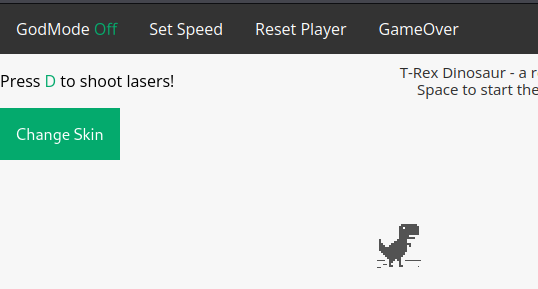 GodMode Off Set Speed Reset Player GameOver
Press D to shoot lasers!
T-Rex Dinosaur - a
Space to start the
Change Skin